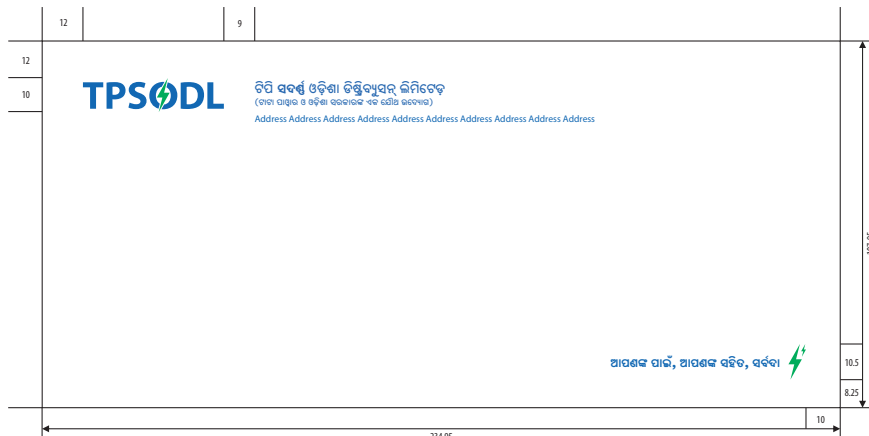 12
9
12
10
TPSODL
ଟିପି ସଦର୍ଣ୍ଣ ଓଡ଼ିଶା ଡିଷ୍ଟ୍ରିବ୍ୟୁସନ୍ ଲିମିଟେଡ଼
(ଟାଟା ପାୱାର ଓ ଓଡ଼ିଶା ସରକାରଙ୍କ ଏକ ଯୌଥ ଉଦ୍ୟୋଗ)
Address Address Address Address Address Address Address Address Address Address
ଆପଣଙ୍କ ପାଇଁ, ଆପଣଙ୍କ ସହିତ, ସର୍ବଦା
10.5
8.25
10